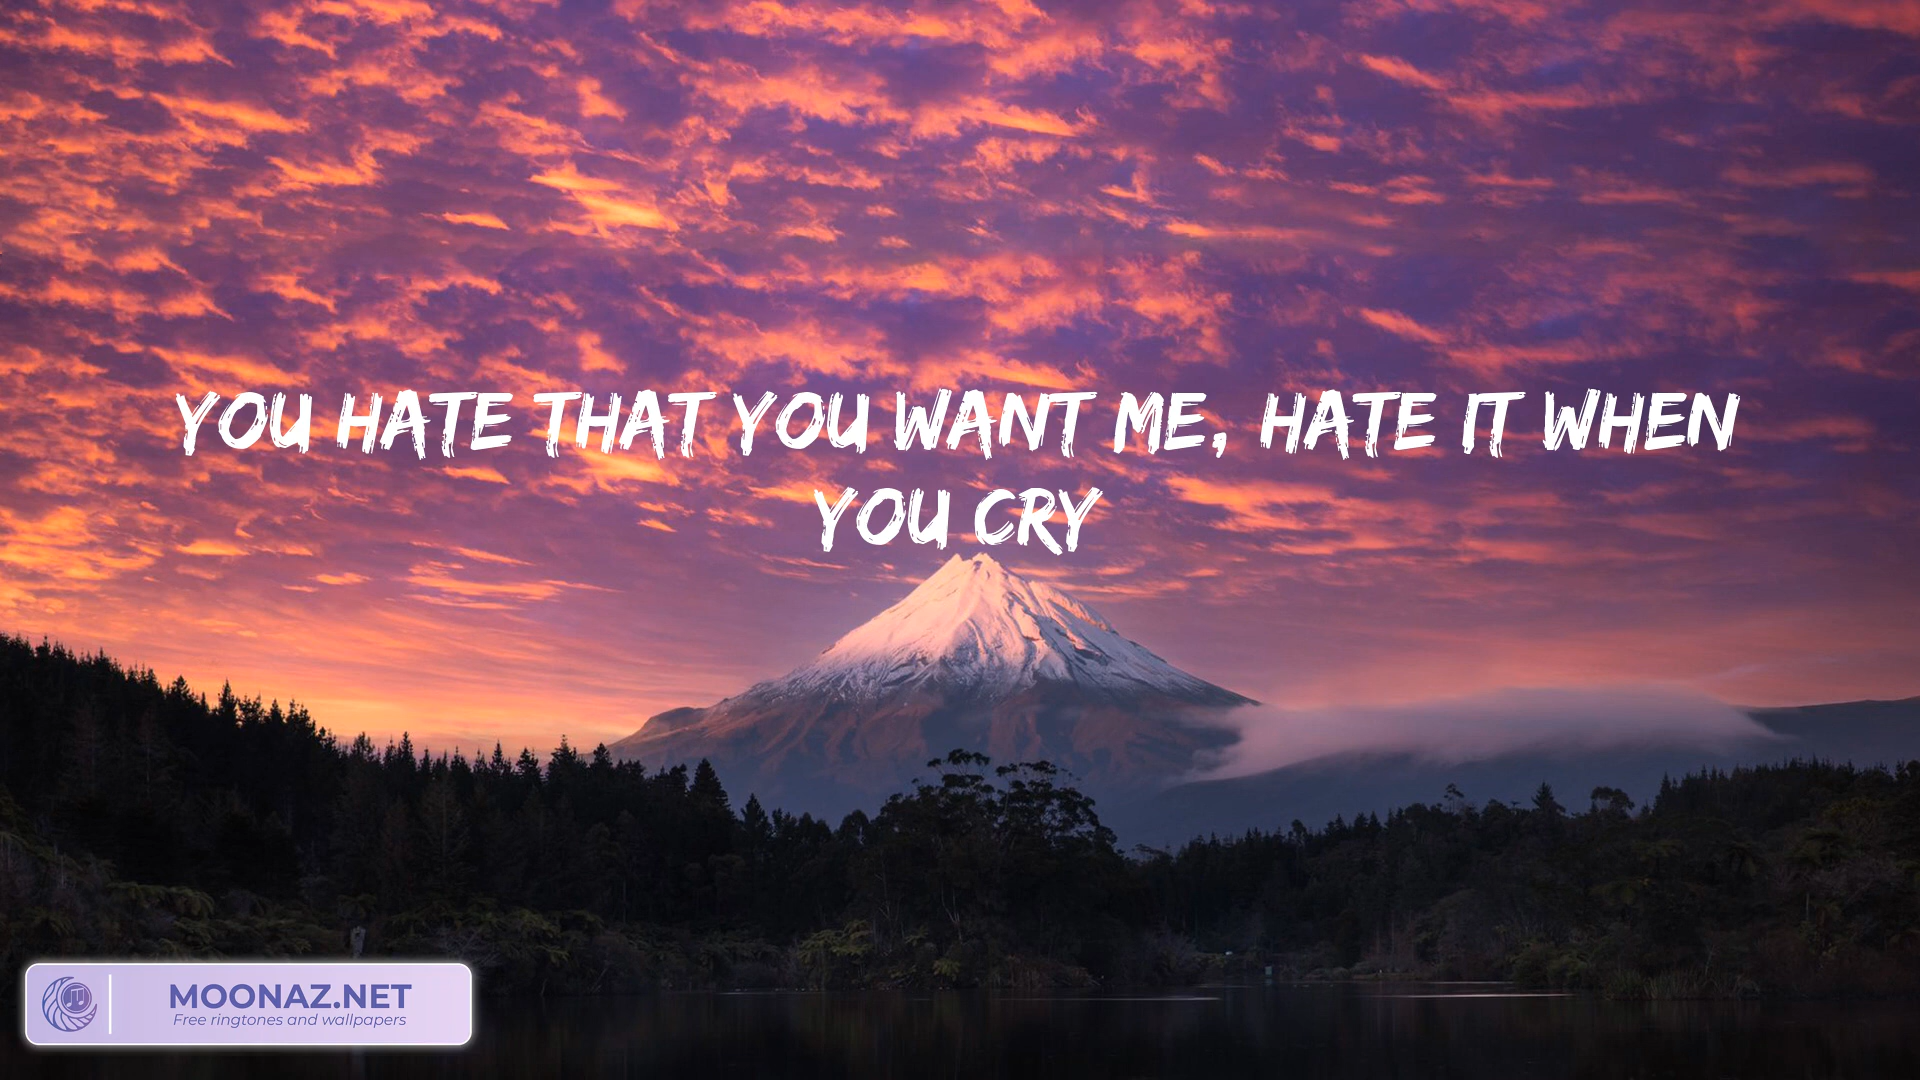 YOU HATE THAT YOU WANT ME, HATE IT WHEN
YOU CRY
MOONAZ.NET
Free ringtones and wallpapers